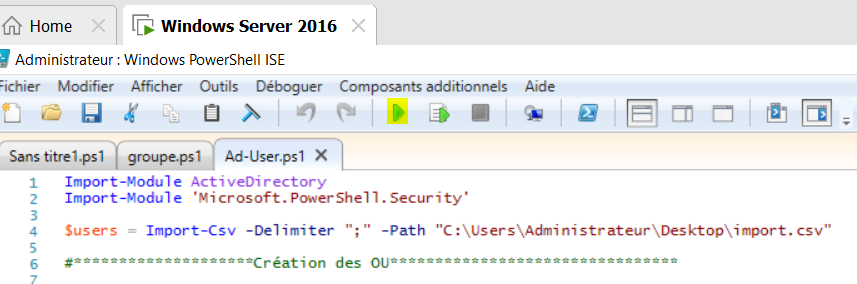 Home
Windows Server 2016
Administrateur : Windows PowerShell ISE
Fichier Modifier Afficher Outils Déboguer Composants additionnels Aide
Sans titre1.ps1 groupe.ps1 Ad-User.ps1
1 Import-Module ActiveDirectory
2 Import-Module 'Microsoft.PowerShell.Security'
3
4 $users = Import-Csv -Delimiter ";" -Path "C:\Users\Administrateur\Desktop\import.csv"
5
6 #********************Création des OU********************************
7